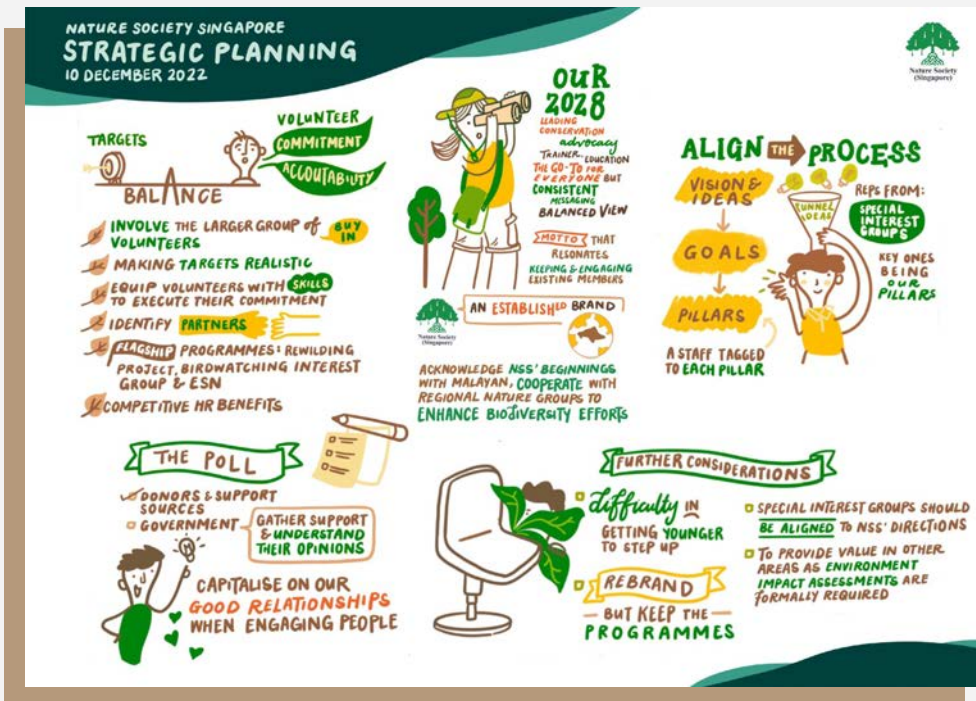 NATURE SOCIETY SINGAPORE
STRATEGIC PLANNING
10 DECEMBER 2022
Nature Society
(Singapore)
TARGETS
VOLUNTEER
COMMITMENT
ACCOUTABILITY
BALANCE
INVOLVE THE LARGER GROUP OF BUY IN
VOLUNTEERS
MAKING TARGETS REALISTIC
EQUIP VOLUNTEERS WITH SKILLS
TO EXECUTE THEIR COMMITMENT
IDENTIFY PARTNERS
FLAGSHIP PROGRAMMES: REWILDING
PROJECT, BIRDWATCHING INTEREST
GROUP & ESN
COMPETITIVE HR BENEFITS
OUR
2028
LEADING
CONSERVATION
advocacy
TRAINER. EDUCATION
THE GO-TO FOR
EVERYONE BUT
CONSISTENT
MESSAGING
BALANCED VIEW
MOTTO THAT
RESONATES
KEEPING & ENGAGING
EXISTING MEMBERS
Nature Society
(Singapore)
AN ESTABLISHED BRAND
ACKNOWLEDGE NSS' BEGINNINGS
WITH MALAYAN, COOPERATE WITH
REGIONAL NATURE GROUPS TO
ENHANCE BIODIVERSITY EFFORTS
ALIGN THE PROCESS
VISION &
IDEAS
GOALS
PILLARS
A STAFF TAGGED
TO EACH PILLAR
FUNNEL
IDEAS
REPS FROM:
SPECIAL
INTEREST
GROUPS
KEY ONES
BEING
OUR
PILLARS
THE POLL
DONORS & SUPPORT
SOURCES
GOVERNMENT
GATHER SUPPORT
& UNDERSTAND
THEIR OPINIONS
CAPITALISE ON OUR
GOOD RELATIONSHIPS
WHEN ENGAGING PEOPLE
FURTHER CONSIDERATIONS
difficulty IN
GETTING YOUNGER
TO STEP UP
REBRAND
BUT KEEP THE
PROGRAMMES
SPECIAL INTEREST GROUPS SHOULD
BE ALIGNED TO NSS' DIRECTIONS
TO PROVIDE VALUE IN OTHER
AREAS AS ENVIRONMENT
IMPACT ASSESSMENTS ARE
FORMALLY REQUIRED